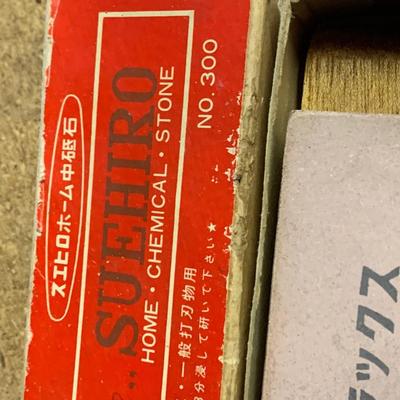 スエヒロホーム中砥石
SUEHIRO
HOME・CHEMICAL・STONE
NO. 300
・一般打刃物用
分浸して研いで下さい★
ラックス